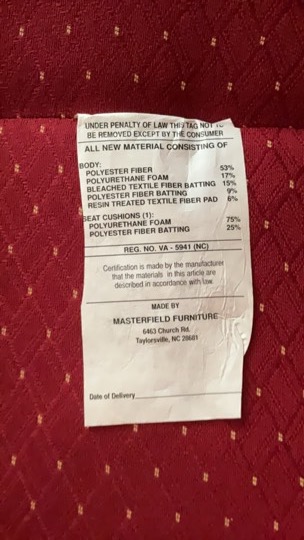 UNDER PENALTY OF LAW THIS TAG NOT TO
BE REMOVED EXCEPT BY THE CONSUMER
ALL NEW MATERIAL CONSISTING OF
BODY:
POLYESTER FIBER 53%
POLYURETHANE FOAM 17%
BLEACHED TEXTILE FIBER BATTING 15%
POLYESTER FIBER BATTING 9%
RESIN TREATED TEXTILE FIBER PAD 6%
SEAT CUSHIONS (1):
POLYURETHANE FOAM 75%
POLYESTER FIBER BATTING 25%
REG. NO. VA - 5941 (NC)
Certification is made by the manufacturer
that the materials in this article are
described in accordance with law.
MADE BY
MASTERFIELD FURNITURE
6463 Church Rd.
Taylorsville, NC 28681
Date of Delivery